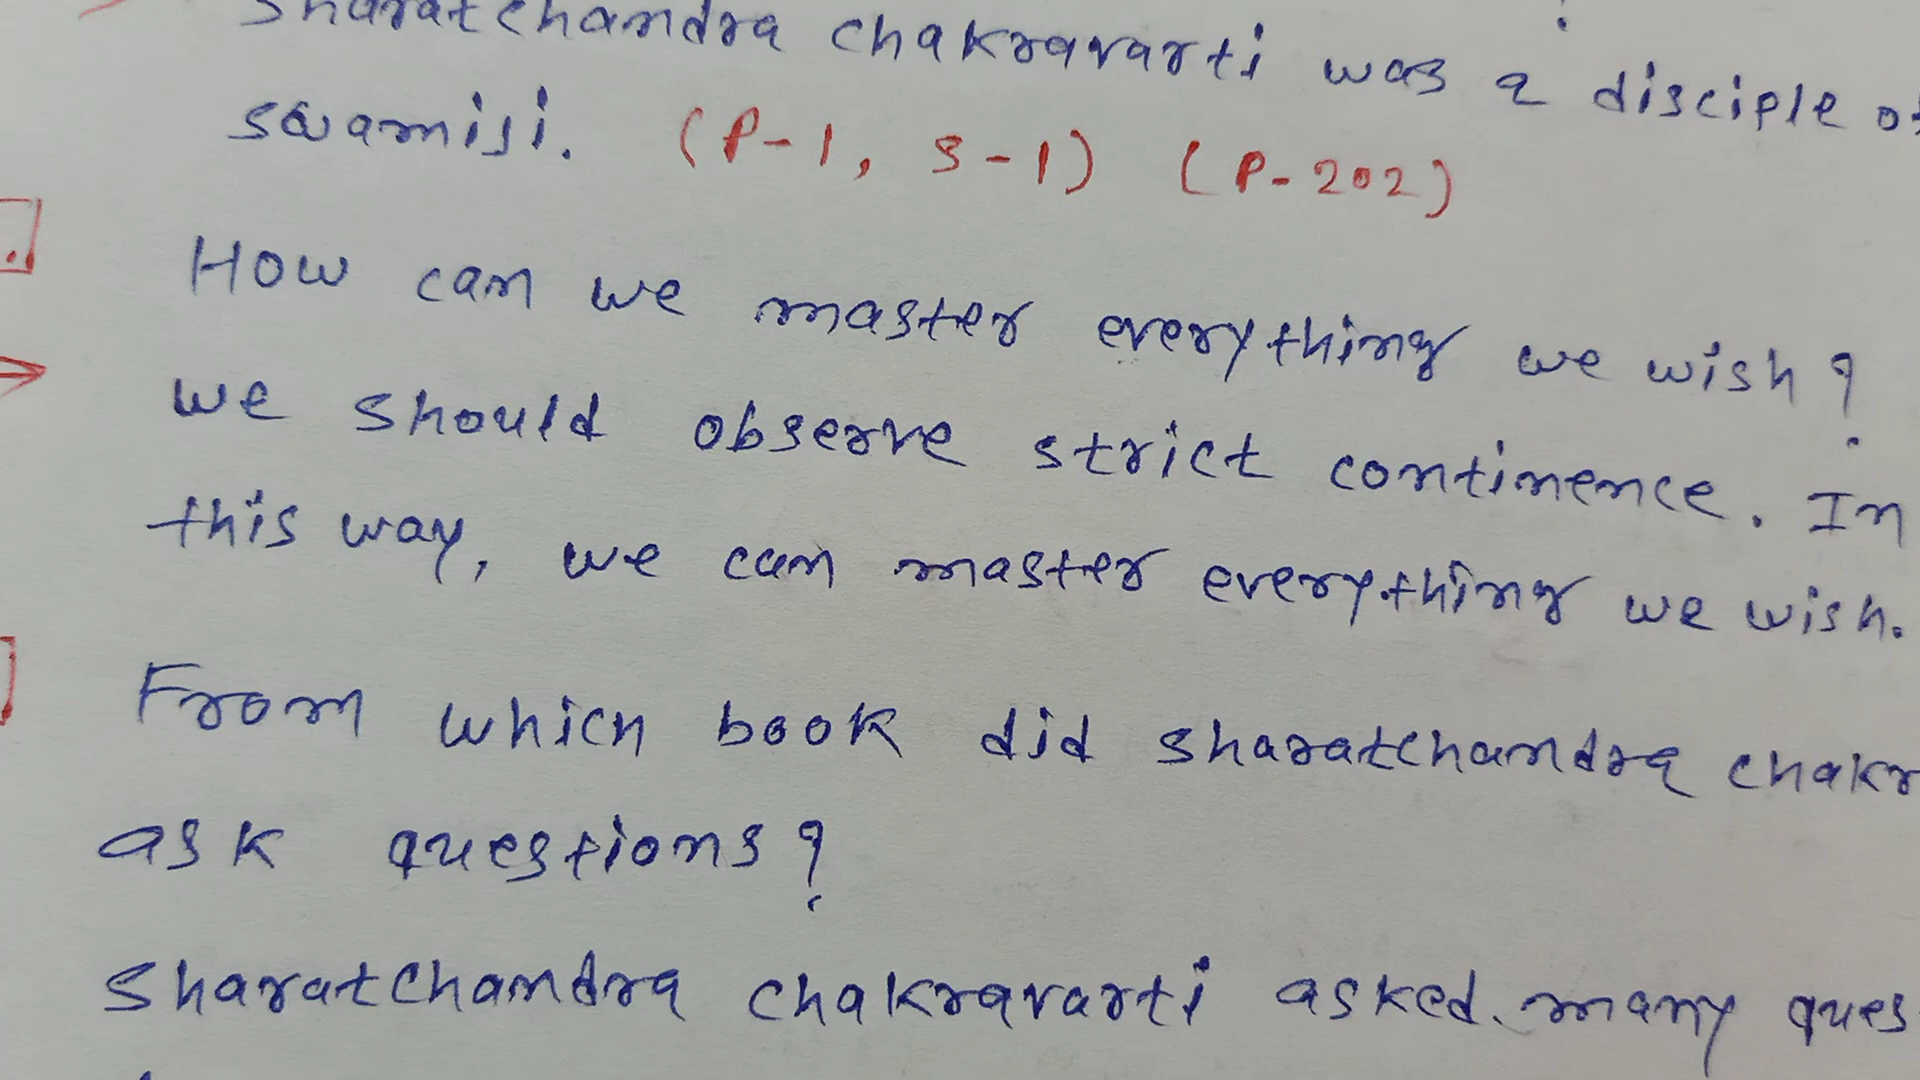 Sharatchandra Chakravarti was a disciple of
swamiji. (P-1, S-1) (P-202)
How can we master everything we wish?
we should observe strict continence. In
this way, we can master everything we wish.
From which book did Sharatchandra Chakr
ask questions?
Sharatchandra Chakravarti asked many ques